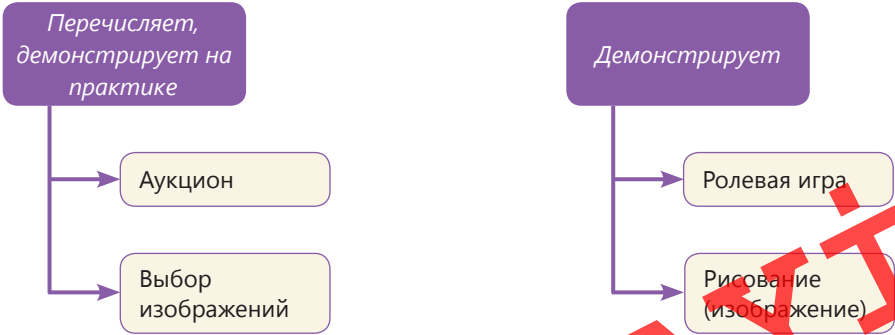 Перечисляет,
демонстрирует на
практике
Аукцион
Выбор
изображений
Демонстрирует
Ролевая игра
Рисование
(изображение)